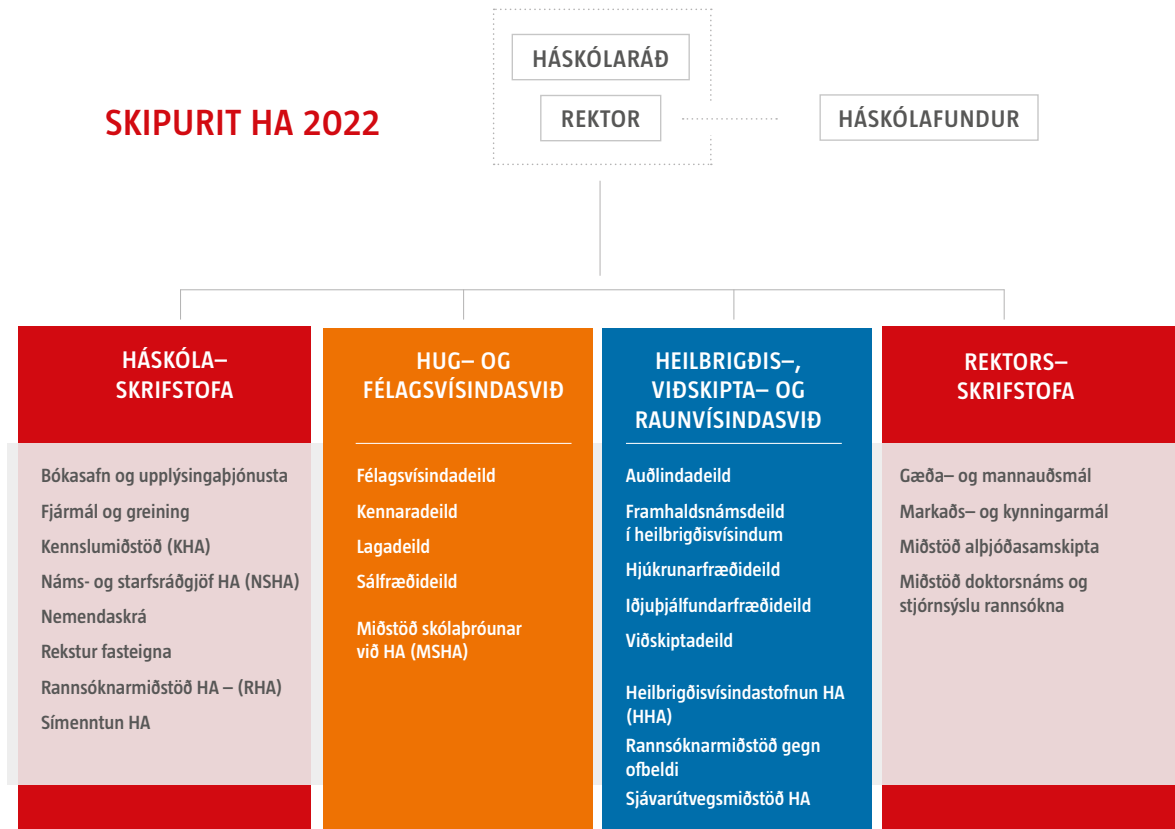 HÁSKÓLARÁÐ
SKIPURIT HA 2022
REKTOR
HÁSKÓLAFUNDUR
HÁSKÓLA–
SKRIFSTOFA
Bókasafn og upplýsingaþjónusta
Fjármál og greining
Kennslumiðstöð (KHA)
Náms- og starfsráðgjöf HA (NSHA)
Nemendaskrá
Rekstur fasteigna
Rannsóknarmiðstöð HA – (RHA)
Símenntun HA
HUG– OG
FÉLAGSVÍSINDASVIÐ
Félagsvísindadeild
Kennaradeild
Lagadeild
Sálfræðideild
Miðstöð skólaþróunar
við HA (MSHA)
HEILBRIGÐIS–,
VIÐSKIPTA– OG
RAUNVÍSINDASVIÐ
Auðlindadeild
Framhaldsnámsdeild
í heilbrigðisvísindum
Hjúkrunarfræðideild
Iðjuþjálfundarfræðideild
Viðskiptadeild
Heilbrigðisvísindastofnun HA
(HHA)
Rannsóknarmiðstöð gegn
ofbeldi
Sjávarútvegsmiðstöð HA
REKTORS–
SKRIFSTOFA
Gæða– og mannauðsmál
Markaðs– og kynningarmál
Miðstöð alþjóðasamskipta
Miðstöð doktorsnáms og
stjórnsýslu rannsókna